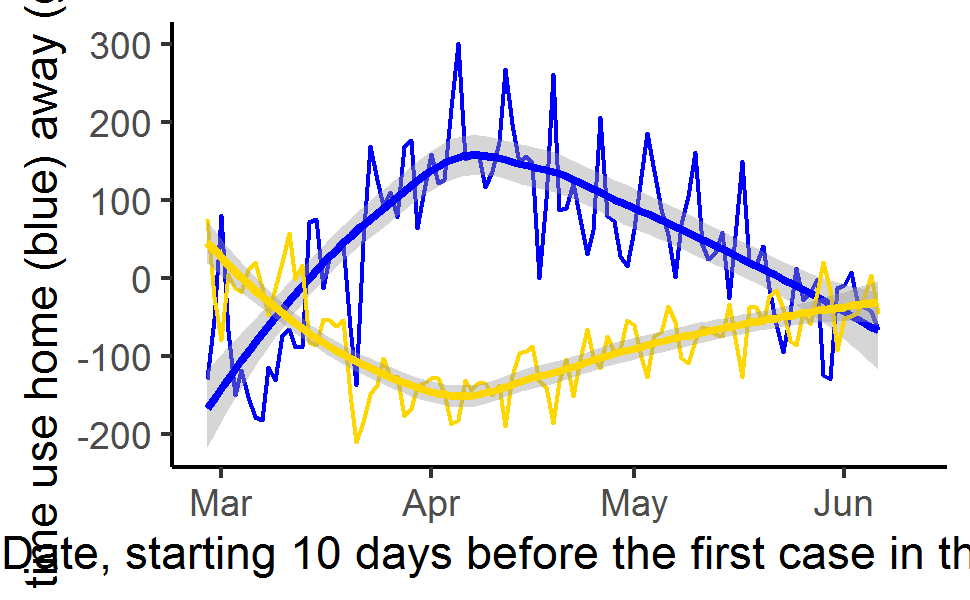 time use home (blue) away (
300
200
100
0
-100
-200
Mar Apr May Jun
Date, starting 10 days before the first case in th